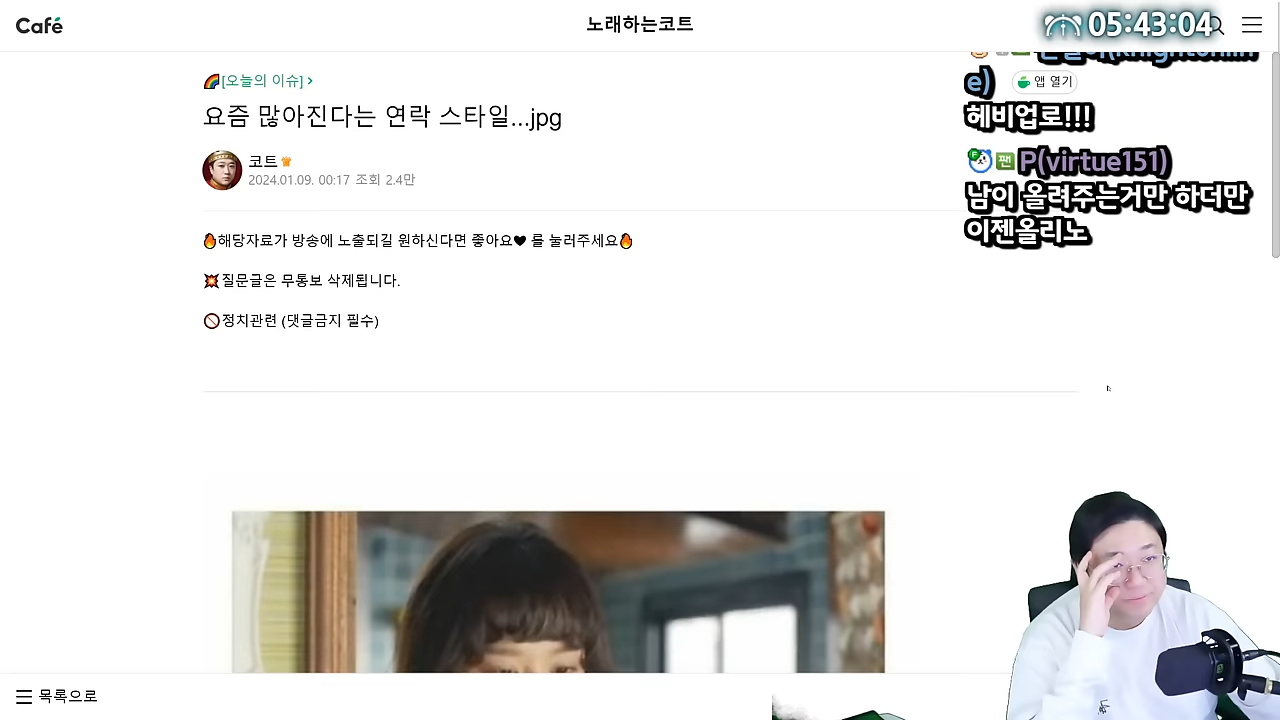 Café
노래하는코트
05:43:04
[오늘의 이슈]
요즘 많아진다는 연락 스타일...jpg
코트
2024.01.09. 00:17 조회 2.4만
앱 열기
e)
헤비업로!!!
팬 P(virtue151)
남이 올려주는거만 하더만
이젠올리노
🔥해당자료가 방송에 노출되길 원하신다면 좋아요♥ 를 눌러주세요🔥
💥질문글은 무통보 삭제됩니다.
🚫정치관련 (댓글금지 필수)
목록으로